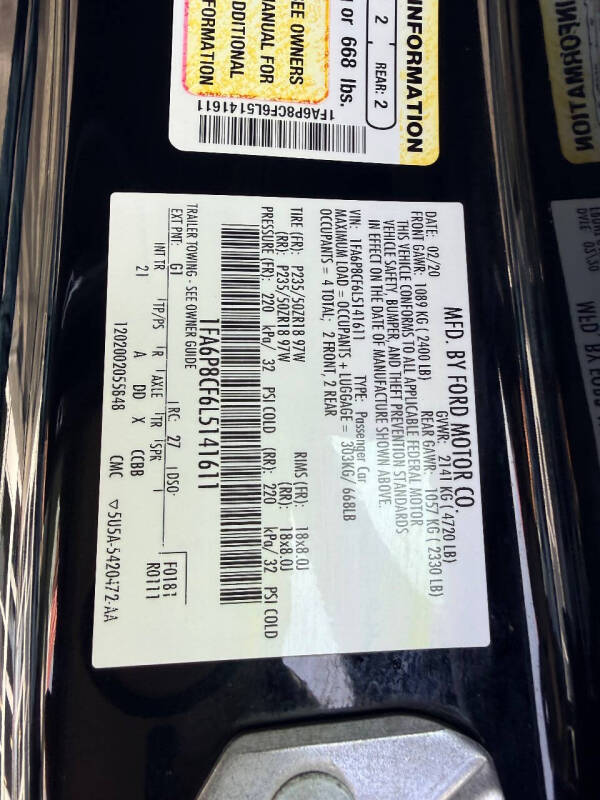 INFORMATION
2 REAR: 2
or 668 lbs.
EE OWNERS
MANUAL FOR
ADDITIONAL
FORMATION
1FA6P8CF6L5141611
MFD. BY FORD MOTOR CO.
DATE: 02/20 GVWR: 2141 KG ( 4720 LB)
FRONT GAWR: 1089 KG ( 2400 LB) REAR GAWR: 1057 KG ( 2330 LB)
THIS VEHICLE CONFORMS TO ALL APPLICABLE FEDERAL MOTOR
VEHICLE SAFETY, BUMPER, AND THEFT PREVENTION STANDARDS
IN EFFECT ON THE DATE OF MANUFACTURE SHOWN ABOVE.
VIN: 1FA6P8CF6L5141611 TYPE: Passenger Car
MAXIMUM LOAD = OCCUPANTS + LUGGAGE = 303KG/ 668LB
OCCUPANTS = 4 TOTAL, 2 FRONT, 2 REAR
TIRE (FR): P235/50ZR18 97W RIMS (FR): 18x8.0J
(RR): P235/50ZR18 97W (RR): 18x8.0J
PRESSURE (FR): 220 kPa/ 32 PSI COLD (RR): 220 kPa/ 32 PSI COLD
1FA6P8CF6L5141611
TRAILER TOWING - SEE OWNER GUIDE
EXT PNT: G1 RC: 27 DSO: F0181
R0111
INT TR TP/PS R AXLE TR SPR
21 A DD X CCBB
1202002055848 CMC ▽5U5A-5420472-AA